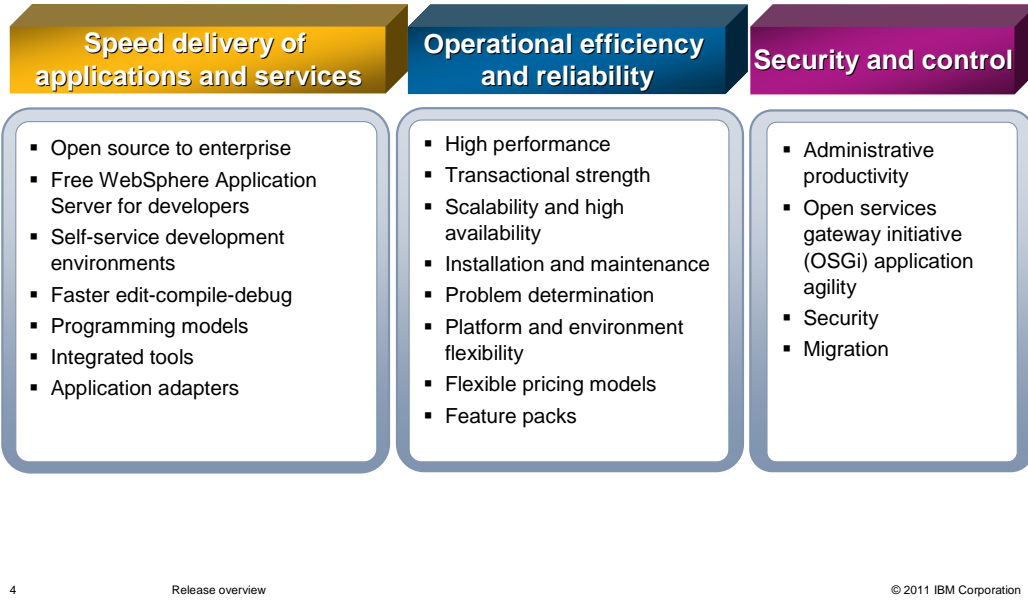 Speed delivery of
applications and services
▪ Open source to enterprise
▪ Free WebSphere Application
Server for developers
▪ Self-service development
environments
▪ Faster edit-compile-debug
▪ Programming models
▪ Integrated tools
▪ Application adapters
Operational efficiency
and reliability
▪ High performance
▪ Transactional strength
▪ Scalability and high
availability
▪ Installation and maintenance
▪ Problem determination
▪ Platform and environment
flexibility
▪ Flexible pricing models
▪ Feature packs
Security and control
▪ Administrative
productivity
▪ Open services
gateway initiative
(OSGi) application
agility
▪ Security
▪ Migration
4 Release overview © 2011 IBM Corporation